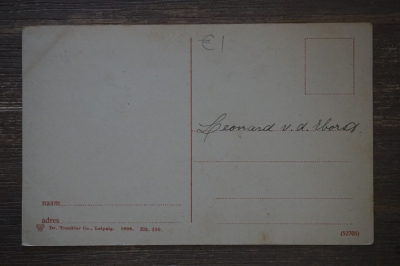 €1
Leonard v. d.
naam
adres
Dr. Trenkler Co., Leipzig. 1906.